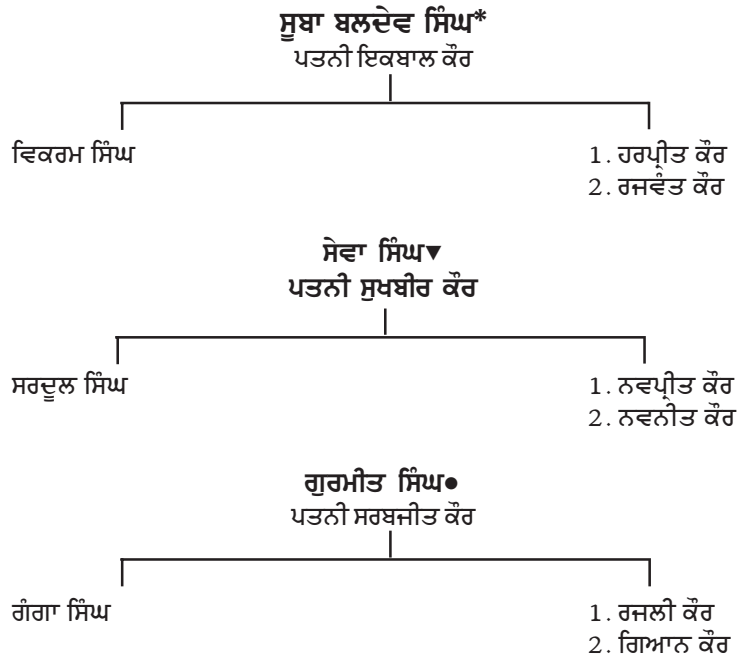 ਸੂਬਾ ਬਲਦੇਵ ਸਿੰਘ*
ਪਤਨੀ ਇਕਬਾਲ ਕੌਰ
ਵਿਕਰਮ ਸਿੰਘ
1. ਹਰਪ੍ਰੀਤ ਕੌਰ
2. ਰਜਵੰਤ ਕੌਰ
ਸੇਵਾ ਸਿੰਘ▾
ਪਤਨੀ ਸੁਖਬੀਰ ਕੌਰ
ਸਰਦੂਲ ਸਿੰਘ
1. ਨਵਪ੍ਰੀਤ ਕੌਰ
2. ਨਵਨੀਤ ਕੌਰ
ਗੁਰਮੀਤ ਸਿੰਘ●
ਪਤਨੀ ਸਰਬਜੀਤ ਕੌਰ
ਗੰਗਾ ਸਿੰਘ
1. ਰਜਲੀ ਕੌਰ
2. ਗਿਆਨ ਕੌਰ